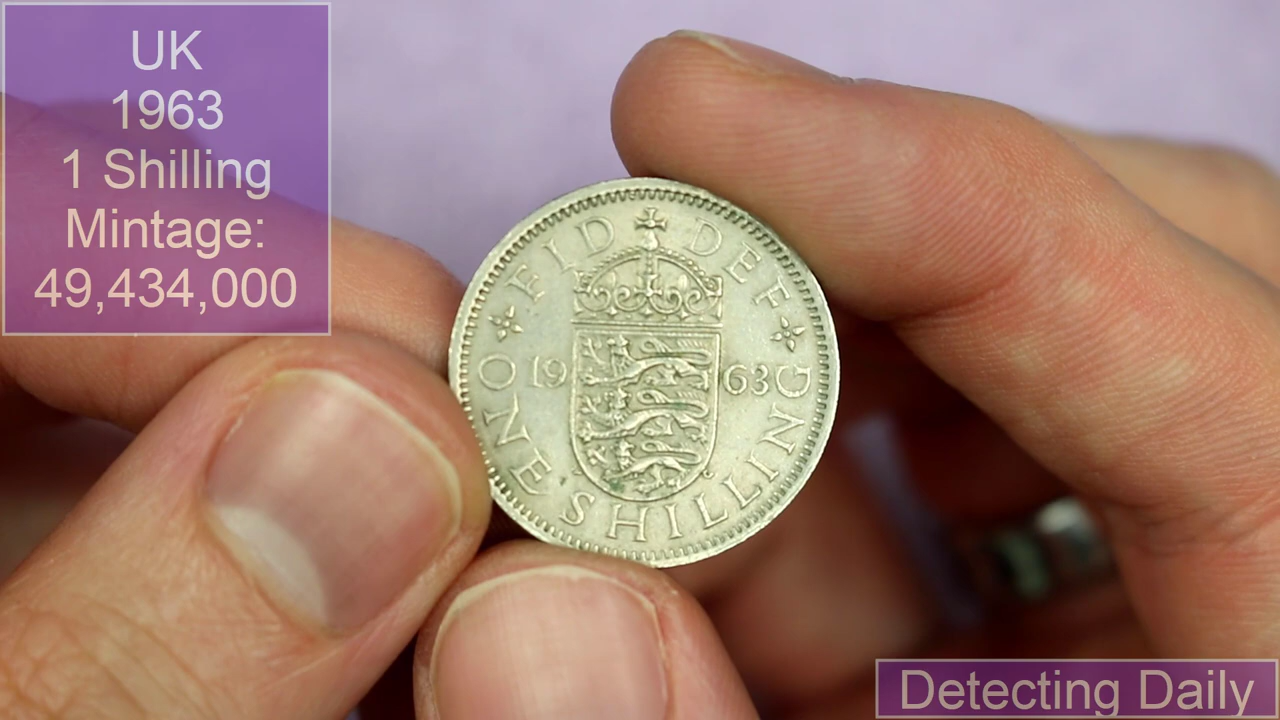 UK
1963
1 Shilling
Mintage:
49,434,000
FID DEF
19 63
ONE SHILLING
Detecting Daily